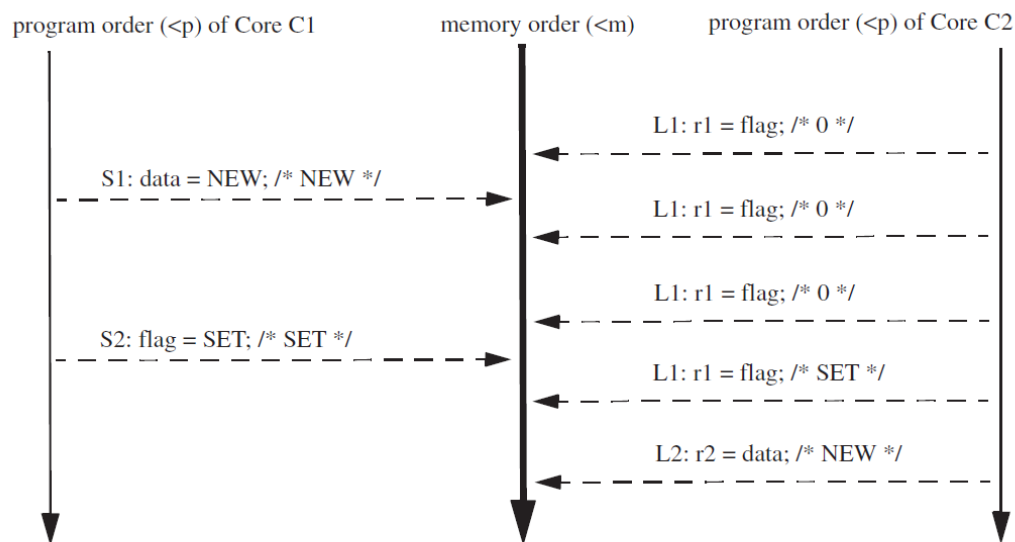 program order (<p) of Core C1
memory order (<m)
program order (<p) of Core C2
L1: r1 = flag; /* 0 */
S1: data = NEW; /* NEW */
L1: r1 = flag; /* 0 */
L1: r1 = flag; /* 0 */
S2: flag = SET; /* SET */
L1: r1 = flag; /* SET */
L2: r2 = data; /* NEW */